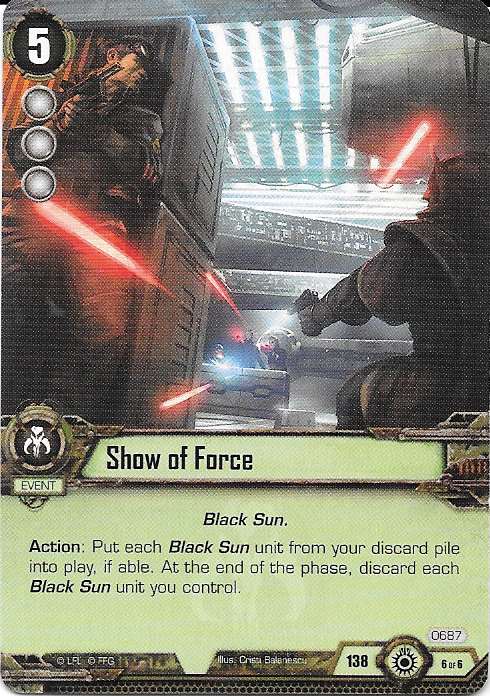 5
Show of Force
EVENT
Black Sun.
Action: Put each Black Sun unit from your discard pile
into play, if able. At the end of the phase, discard each
Black Sun unit you control.
0687
© LFL © FFG
Illus. Cristi Balanescu
138
6 OF 6